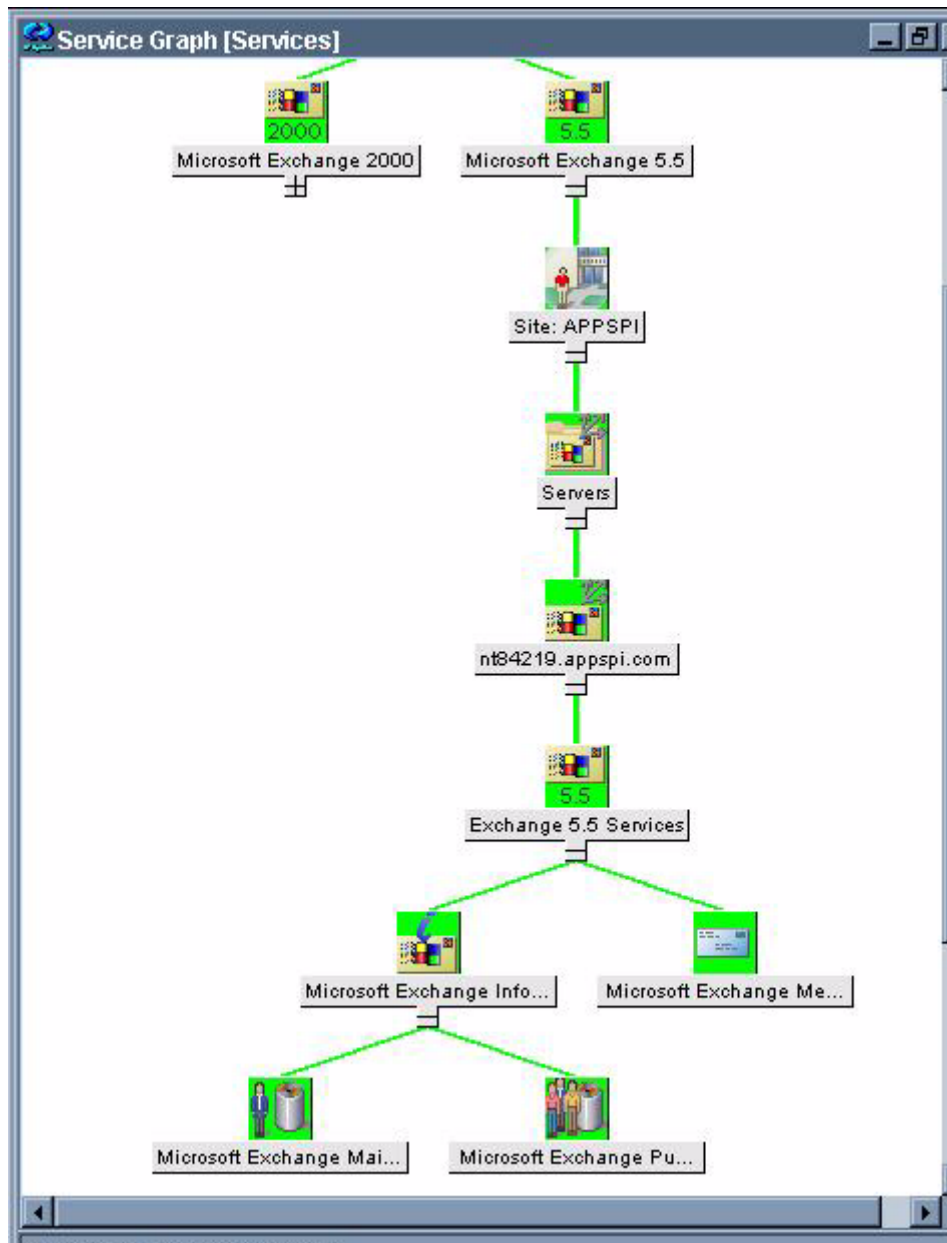 Service Graph [Services]
2000
5.5
Microsoft Exchange 2000
Microsoft Exchange 5.5
Site: APPSPI
Servers
nt84219.appspi.com
5.5
Exchange 5.5 Services
Microsoft Exchange Info...
Microsoft Exchange Me...
Microsoft Exchange Mai...
Microsoft Exchange Pu...